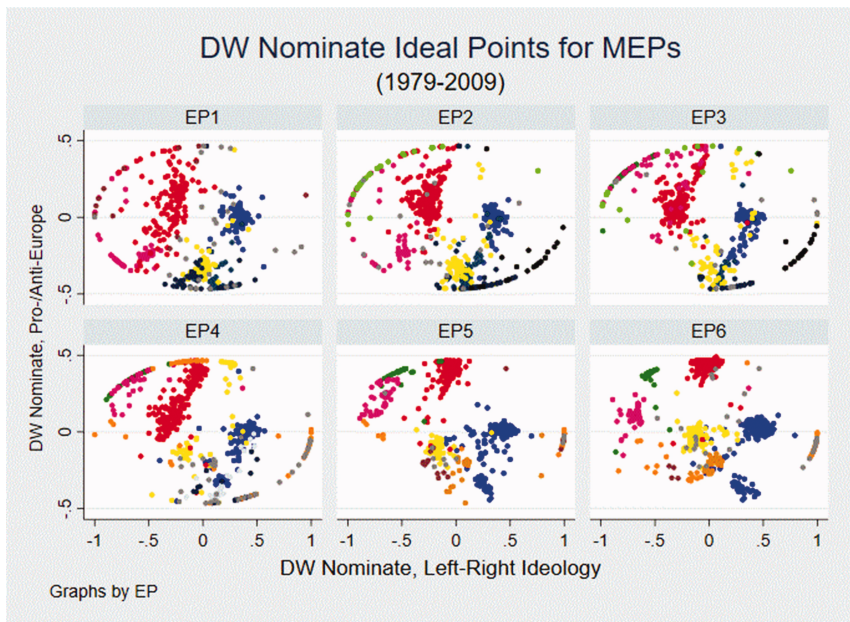 DW Nominate Ideal Points for MEPs
(1979-2009)
EP1 EP2 EP3
.5
0
-.5
EP4 EP5 EP6
.5
0
-.5
-1 -.5 0 .5 1 -1 -.5 0 .5 1 -1 -.5 0 .5 1
DW Nominate, Pro-/Anti-Europe
DW Nominate, Left-Right Ideology
Graphs by EP